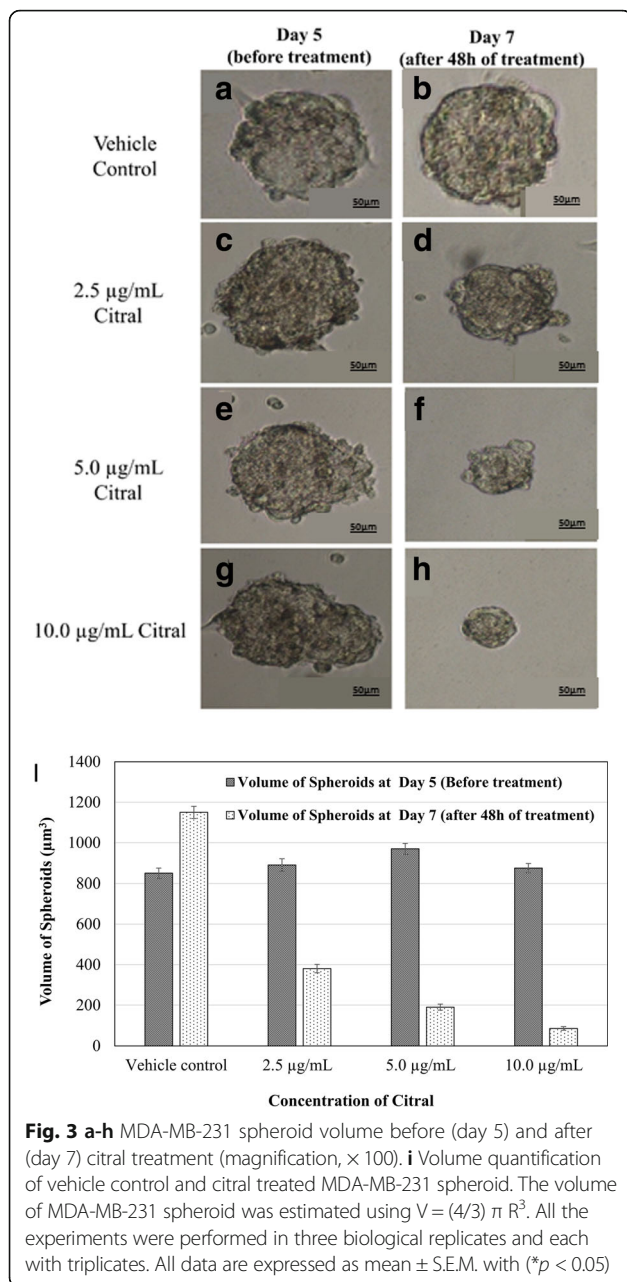 Day 5
(before treatment)
Day 7
(after 48h of treatment)
Vehicle
Control
a
50µm
b
50µm
2.5 µg/mL
Citral
c
50µm
d
50µm
5.0 µg/mL
Citral
e
50µm
f
50µm
10.0 µg/mL Citral
g
50µm
h
50µm
I
Volume of Spheroids (µm³)
1400
1200
1000
800
600
400
200
0
Volume of Spheroids at Day 5 (Before treatment)
Volume of Spheroids at Day 7 (after 48h of treatment)
Vehicle control
2.5 µg/mL
5.0 µg/mL
10.0 µg/mL
Concentration of Citral
Fig. 3 a-h MDA-MB-231 spheroid volume before (day 5) and after
(day 7) citral treatment (magnification, × 100). i Volume quantification
of vehicle control and citral treated MDA-MB-231 spheroid. The volume
of MDA-MB-231 spheroid was estimated using V = (4/3) π R³. All the
experiments were performed in three biological replicates and each
with triplicates. All data are expressed as mean ± S.E.M. with (*p < 0.05)